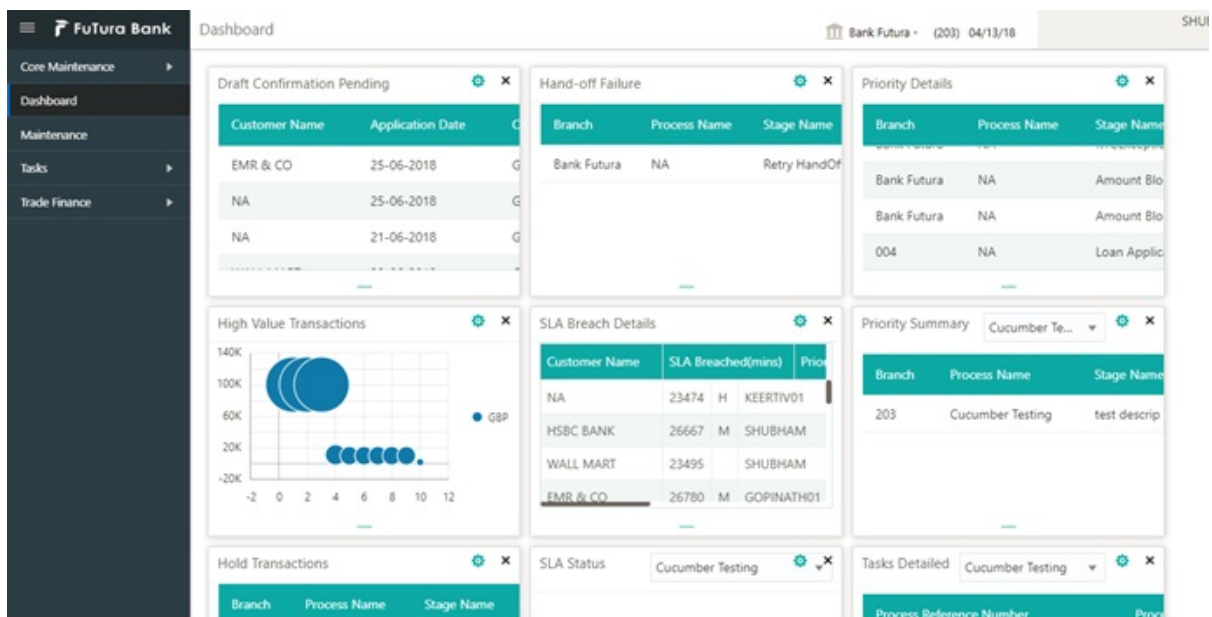 FuTura Bank
Dashboard
Bank Futura - (203) 04/13/18
SHUB
Core Maintenance
Dashboard
Maintenance
Tasks
Trade Finance
Draft Confirmation Pending
Customer Name Application Date C
EMR & CO 25-06-2018 G
NA 25-06-2018 G
NA 21-06-2018 G
Hand-off Failure
Branch Process Name Stage Name
Bank Futura NA Retry HandOf
Priority Details
Branch Process Name Stage Name
Bank Futura NA Amount Blo
Bank Futura NA Amount Blo
004 NA Loan Applic
High Value Transactions
140K
100K
60K
20K
-20K
-2 0 2 4 6 8 10 12
GBP
SLA Breach Details
Customer Name SLA Breached(mins) Prior
NA 23474 H KEERTIV01
HSBC BANK 26667 M SHUBHAM
WALL MART 23495 SHUBHAM
EMR & CO 26780 M GOPINATH01
Priority Summary Cucumber Te...
Branch Process Name Stage Name
203 Cucumber Testing test descrip
Hold Transactions
Branch Process Name Stage Name
SLA Status Cucumber Testing
Tasks Detailed Cucumber Testing
Process Reference Number Proce